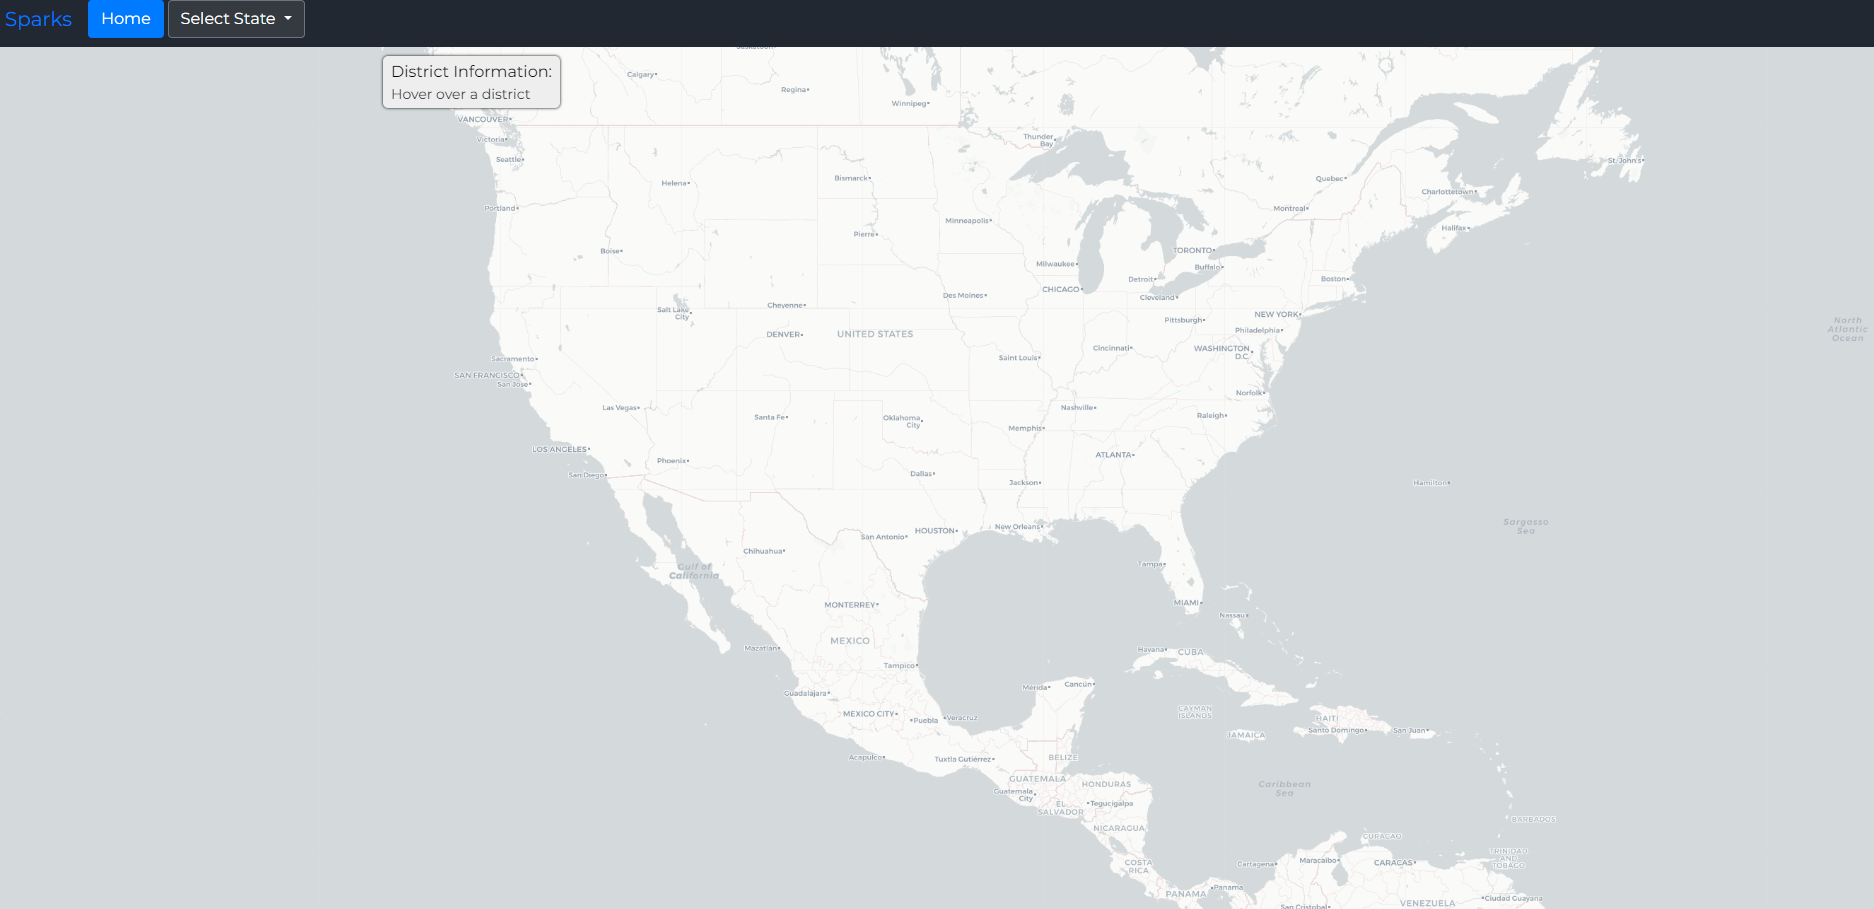 Sparks
Home
Select State
District Information:
Hover over a district
Calgary
Regina
Winnipeg
VANCOUVER
Victoria
Thunder
Bay
Seattle
St. John's
Helena
Bismarck
Quebec
Charlottetown
Portland
Montreal
Minneapolis
Halifax
Pierre
Boise
TORONTO
Milwaukee
Buffalo
Detroit
Boston
CHICAGO
Des Moines
Cleveland
Cheyenne
Salt Lake
City
NEW YORK
Pittsburgh
North
Atlantic
Ocean
Philadelphia
DENVER
UNITED STATES
Cincinnati
WASHINGTON
D.C.
Saint Louis
Sacramento
SAN FRANCISCO
San Jose
Norfolk
Las Vegas
Nashville
Raleigh
Santa Fe
Oklahoma
City
Memphis
LOS ANGELES
ATLANTA
Phoenix
San Diego
Dallas
Jackson
Hamilton
Sargasso
Sea
New Orleans
HOUSTON
San Antonio
Chihuahua
Tampa
Gulf of
California
MONTERREY
MIAMI
Nassau
MEXICO
Mazatlán
Havana
CUBA
Tampico
Mérida
Cancún
Guadalajara
CAYMAN
ISLANDS
MEXICO CITY
Puebla
Veracruz
HAITI
Santo Domingo
San Juan
JAMAICA
Acapulco
Tuxtla Gutiérrez
BELIZE
GUATEMALA
HONDURAS
Caribbean
Sea
Guatemala
City
EL
SALVADOR
Tegucigalpa
BARBADOS
NICARAGUA
CURAÇAO
TRINIDAD
AND
TOBAGO
COSTA
RICA
Cartagena
Maracaibo
CARACAS
PANAMA
Panama
VENEZUELA
Ciudad Guayana
San Cristobal